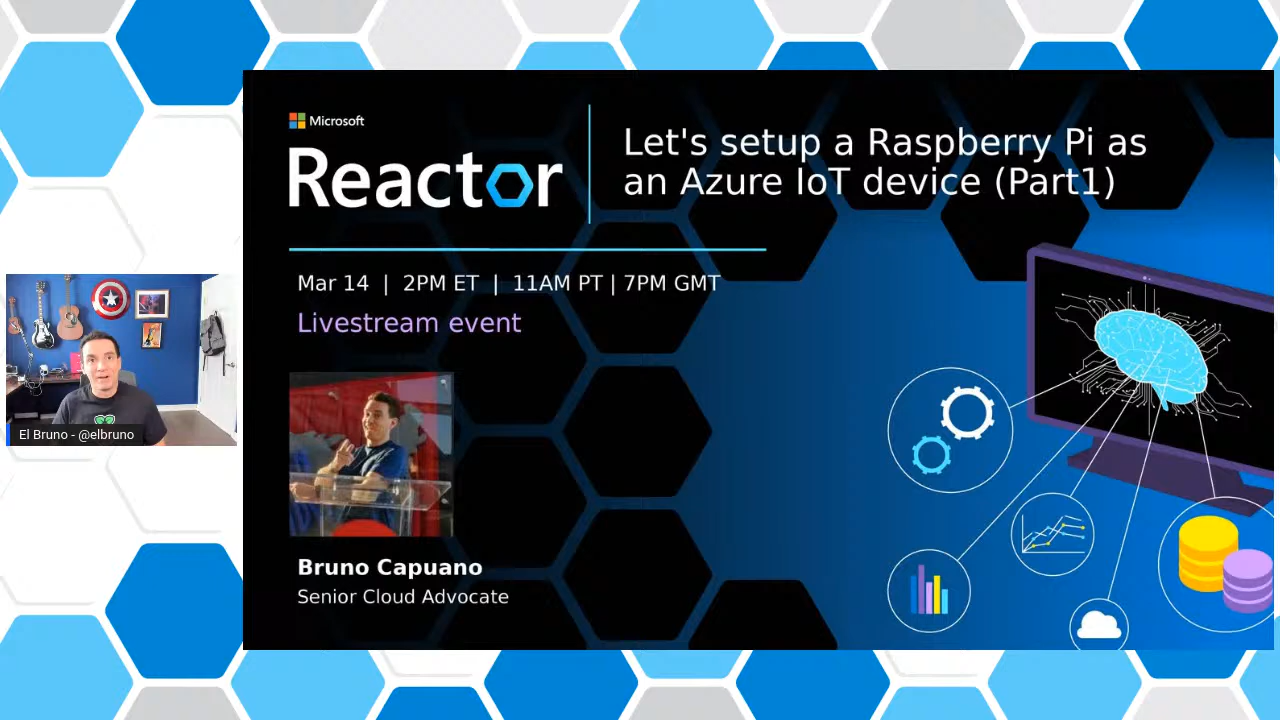 Microsoft
Reactor
Let's setup a Raspberry Pi as
an Azure IoT device (Part1)
Mar 14 | 2PM ET | 11AM PT | 7PM GMT
Livestream event
El Bruno - @elbruno
Bruno Capuano
Senior Cloud Advocate